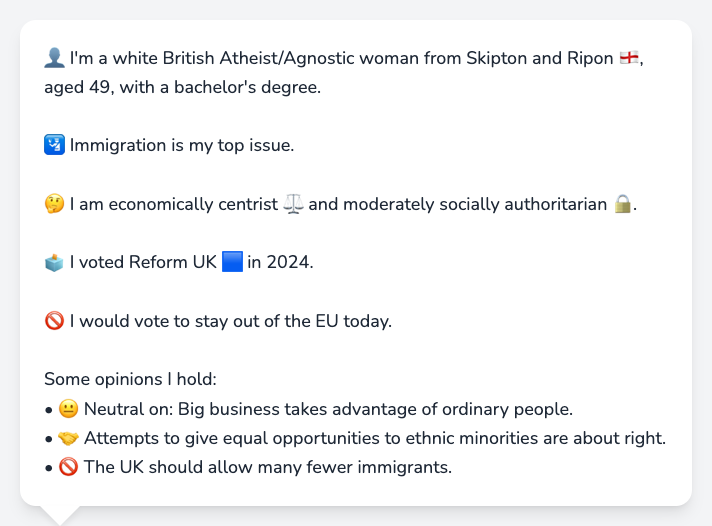 👤 I'm a white British Atheist/Agnostic woman from Skipton and Ripon 🏴󠁧󠁢󠁥󠁮󠁧󠁿,
aged 49, with a bachelor's degree.
🛂 Immigration is my top issue.
🤔 I am economically centrist ⚖️ and moderately socially authoritarian 🔒.
🗳️ I voted Reform UK 🟦 in 2024.
🚫 I would vote to stay out of the EU today.
Some opinions I hold:
• 😐 Neutral on: Big business takes advantage of ordinary people.
• 🤝 Attempts to give equal opportunities to ethnic minorities are about right.
• 🚫 The UK should allow many fewer immigrants.